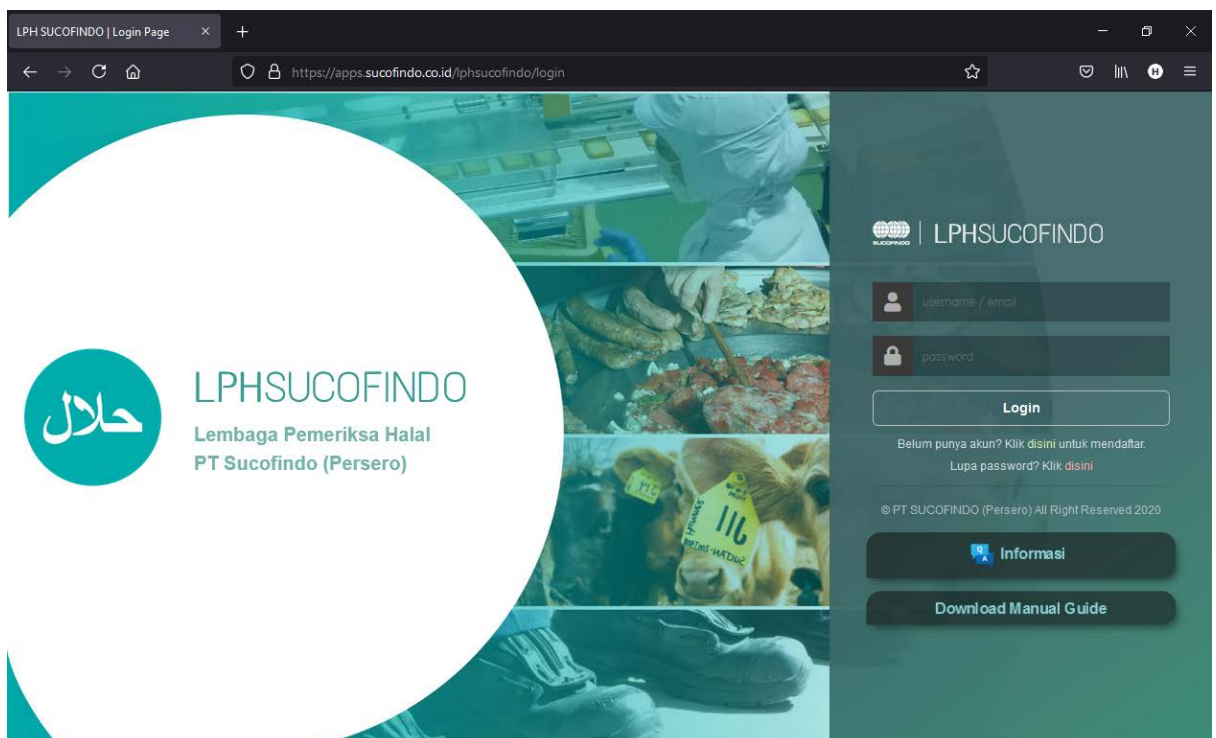 LPH SUCOFINDO | Login Page
https://apps.sucofindo.co.id/lphsucofindo/login
H
حلال
LPHSUCOFINDO
Lembaga Pemeriksa Halal
PT Sucofindo (Persero)
111
SUCOFINDO
LPHSUCOFINDO
username / email
password
Login
Belum punya akun? Klik disini untuk mendaftar.
Lupa password? Klik disini
© PT SUCOFINDO (Persero) All Right Reserved 2020
Q
A
Informasi
Download Manual Guide